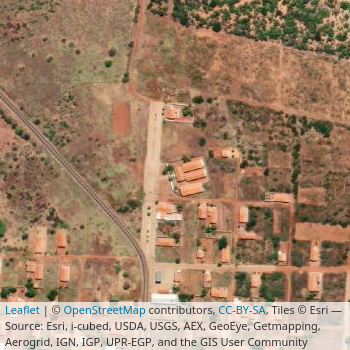 Leaflet | © OpenStreetMap contributors, CC-BY-SA, Tiles © Esri —
Source: Esri, i-cubed, USDA, USGS, AEX, GeoEye, Getmapping,
Aerogrid, IGN, IGP, UPR-EGP, and the GIS User Community